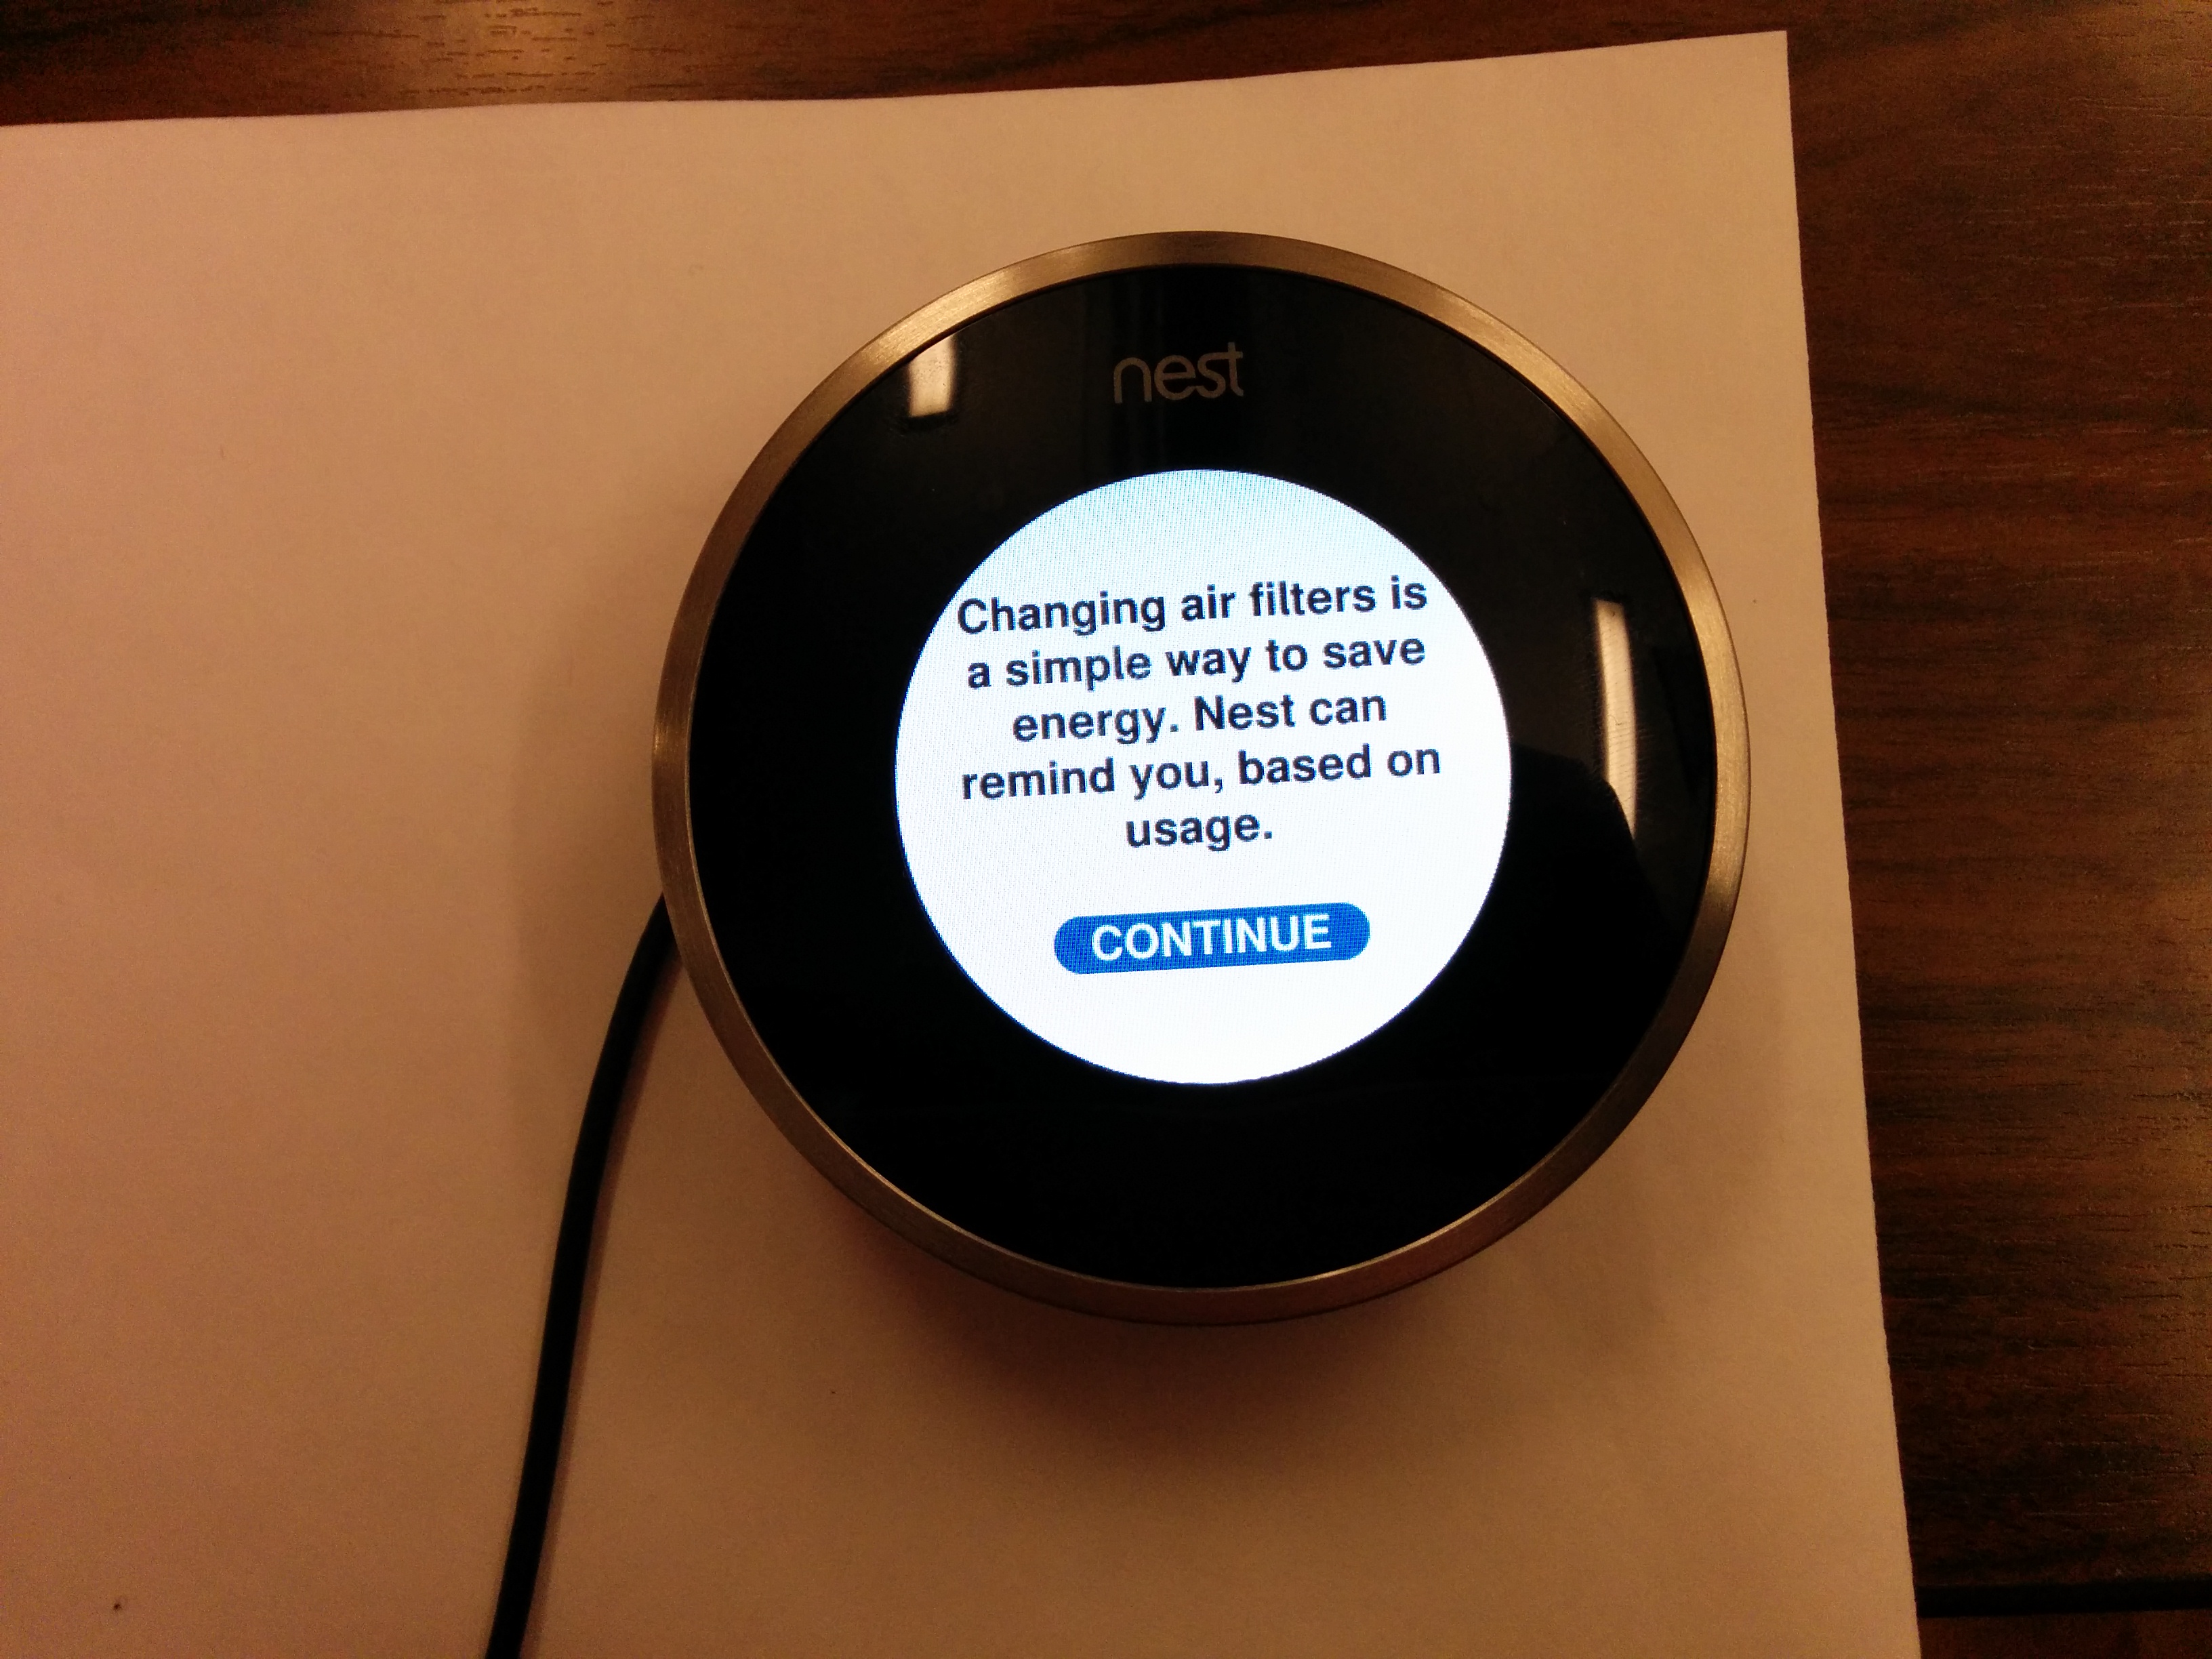 nest
Changing air filters is
a simple way to save
energy. Nest can
remind you, based on
usage.
CONTINUE